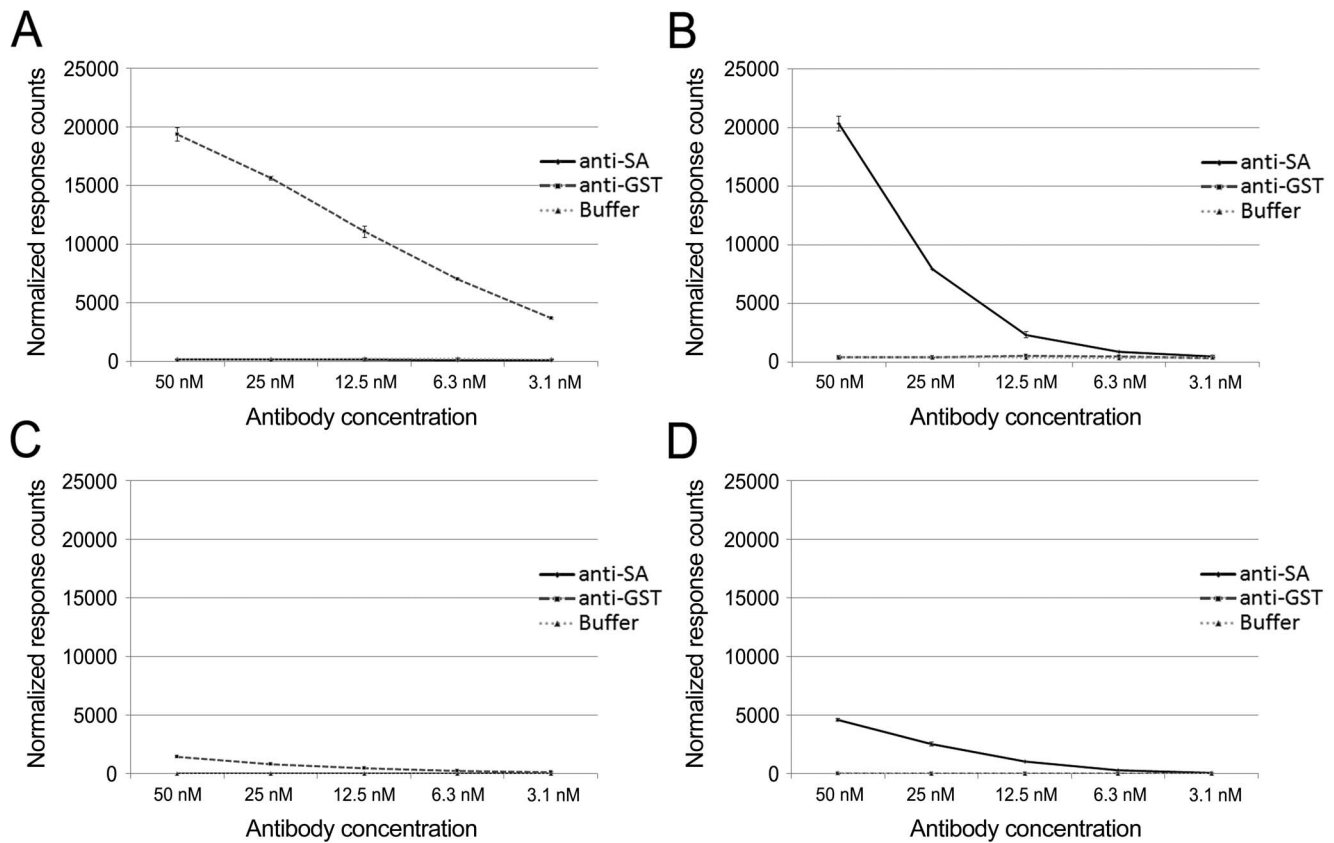 A
Normalized response counts
25000
20000
15000
10000
5000
0
50 nM 25 nM 12.5 nM 6.3 nM 3.1 nM
Antibody concentration
anti-SA
anti-GST
Buffer
B
Normalized response counts
25000
20000
15000
10000
5000
0
50 nM 25 nM 12.5 nM 6.3 nM 3.1 nM
Antibody concentration
anti-SA
anti-GST
Buffer
C
Normalized response counts
25000
20000
15000
10000
5000
0
50 nM 25 nM 12.5 nM 6.3 nM 3.1 nM
Antibody concentration
anti-SA
anti-GST
Buffer
D
Normalized response counts
25000
20000
15000
10000
5000
0
50 nM 25 nM 12.5 nM 6.3 nM 3.1 nM
Antibody concentration
anti-SA
anti-GST
Buffer